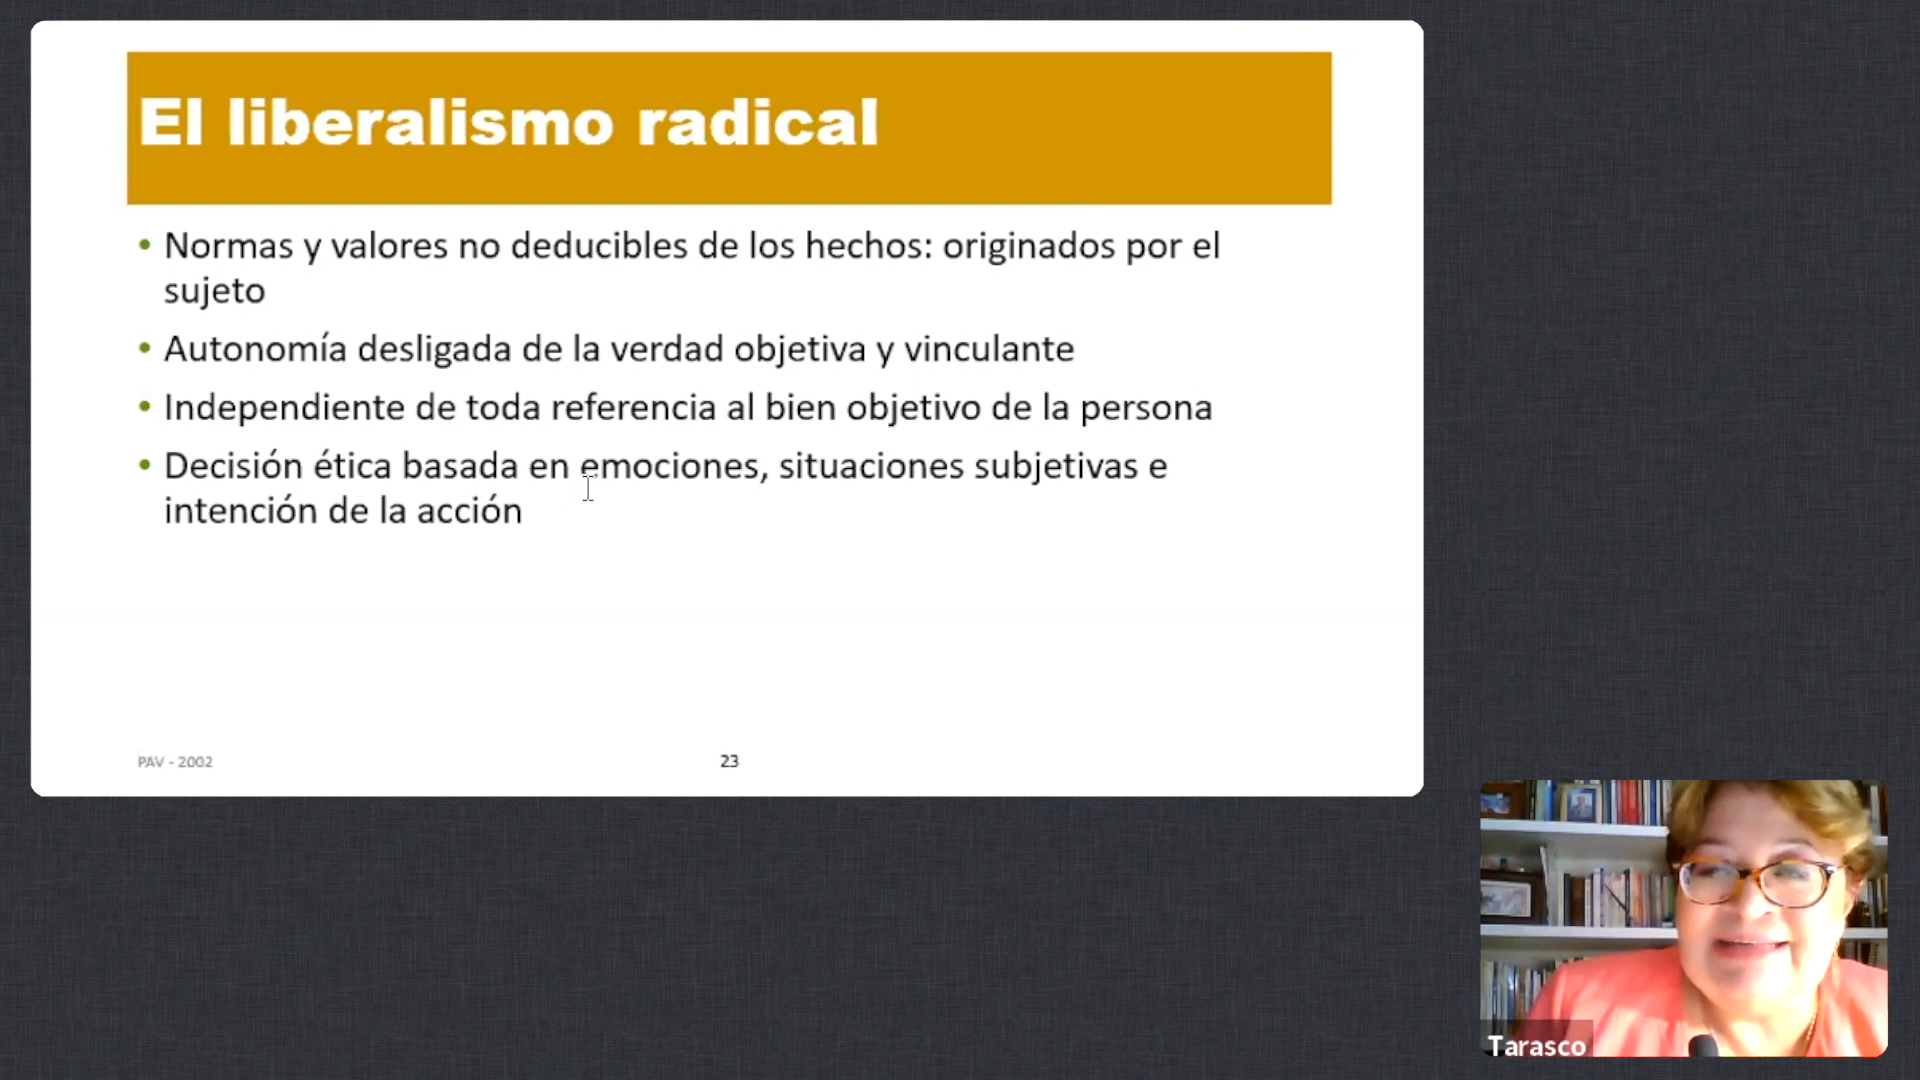 El liberalismo radical
• Normas y valores no deducibles de los hechos: originados por el
sujeto
• Autonomía desligada de la verdad objetiva y vinculante
• Independiente de toda referencia al bien objetivo de la persona
• Decisión ética basada en emociones, situaciones subjetivas e
intención de la acción
PAV - 2002
23
Tarasco